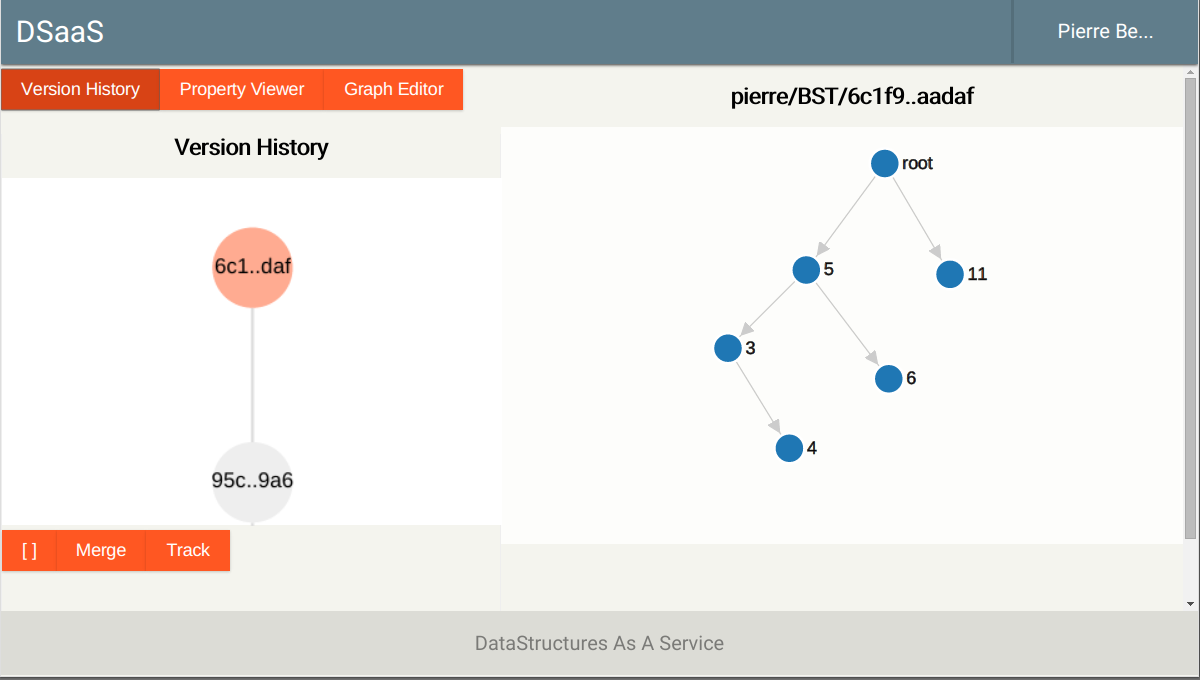 DSaaS
Pierre Be...
Version History
Property Viewer
Graph Editor
pierre/BST/6c1f9..aadaf
Version History
root
6c1..daf
5
11
3
6
4
95c..9a6
[ ]
Merge
Track
DataStructures As A Service